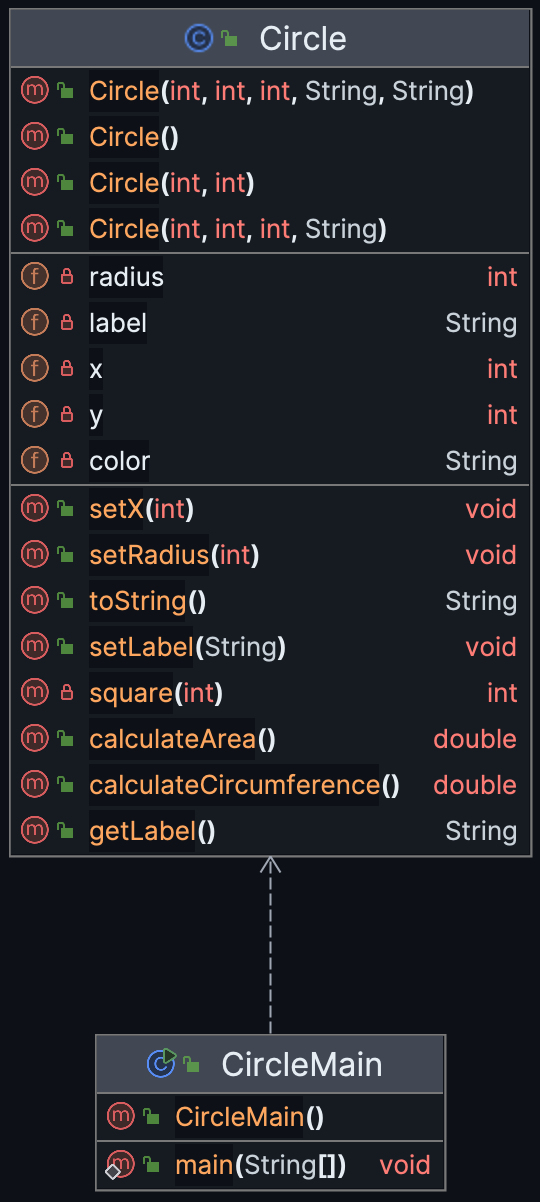 Circle
Circle(int, int, int, String, String)
Circle()
Circle(int, int)
Circle(int, int, int, String)
radius int
label String
x int
y int
color String
setX(int) void
setRadius(int) void
toString() String
setLabel(String) void
square(int) int
calculateArea() double
calculateCircumference() double
getLabel() String
CircleMain
CircleMain()
main(String[]) void